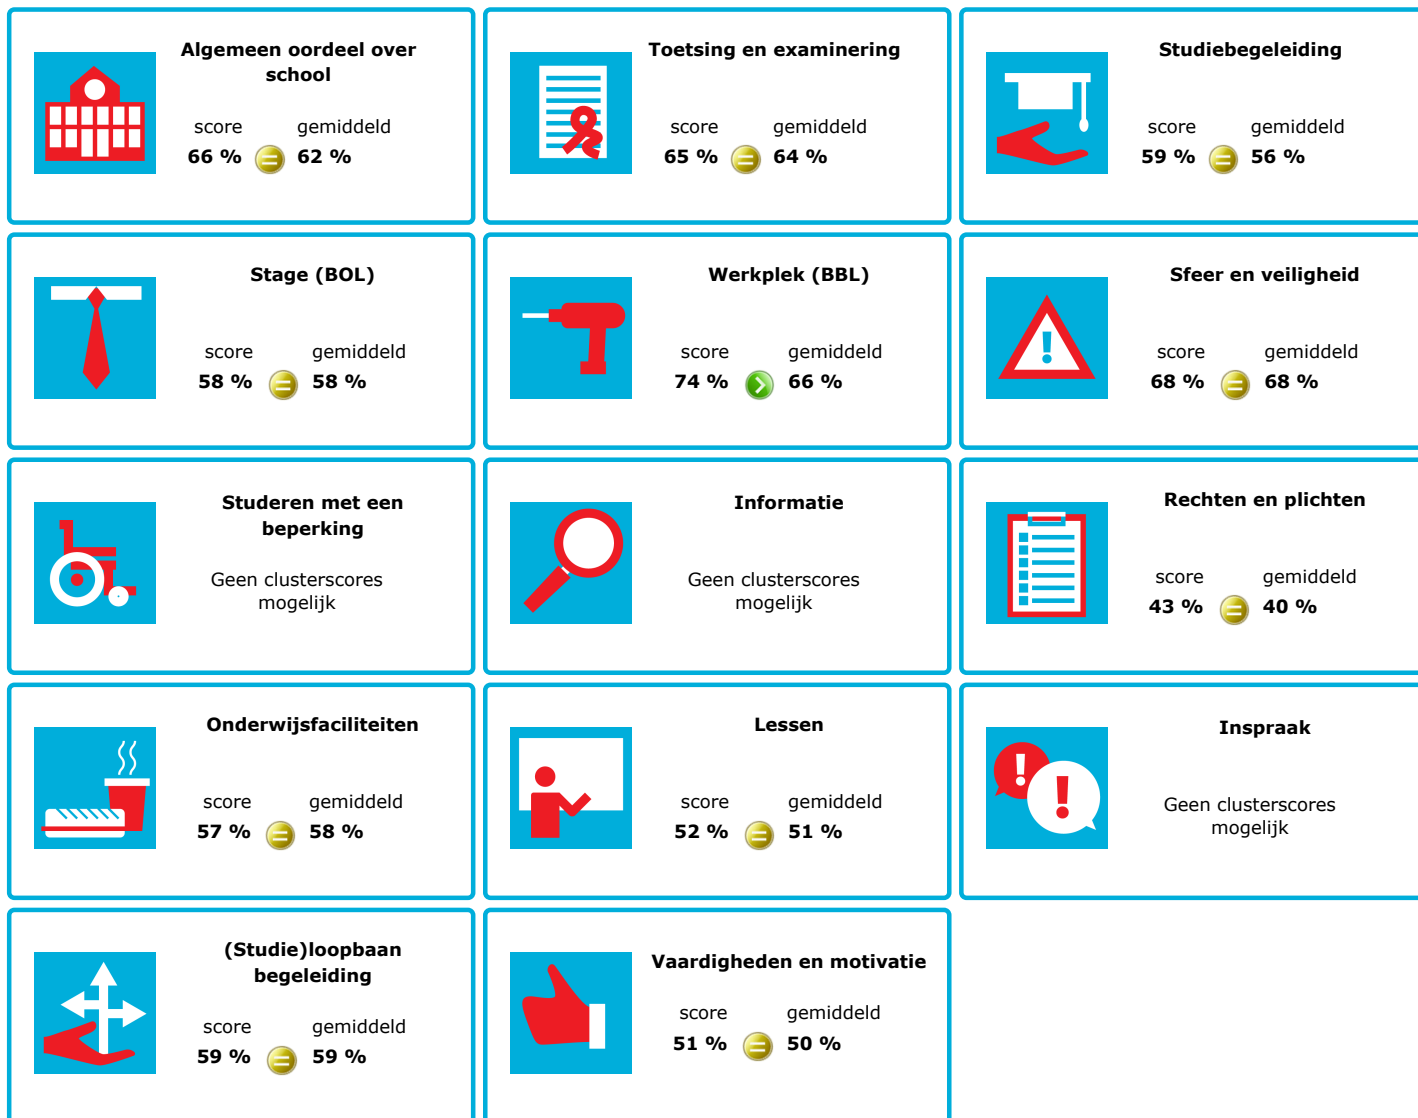 Algemeen oordeel over
school
score gemiddeld
66 % 62 %
Toetsing en examinering
score gemiddeld
65 % 64 %
Studiebegeleiding
score gemiddeld
59 % 56 %
Stage (BOL)
score gemiddeld
58 % 58 %
Werkplek (BBL)
score gemiddeld
74 % 66 %
Sfeer en veiligheid
score gemiddeld
68 % 68 %
Studeren met een
beperking
Geen clusterscores
mogelijk
Informatie
Geen clusterscores
mogelijk
Rechten en plichten
score gemiddeld
43 % 40 %
Onderwijsfaciliteiten
score gemiddeld
57 % 58 %
Lessen
score gemiddeld
52 % 51 %
Inspraak
Geen clusterscores
mogelijk
(Studie)loopbaan
begeleiding
score gemiddeld
59 % 59 %
Vaardigheden en motivatie
score gemiddeld
51 % 50 %